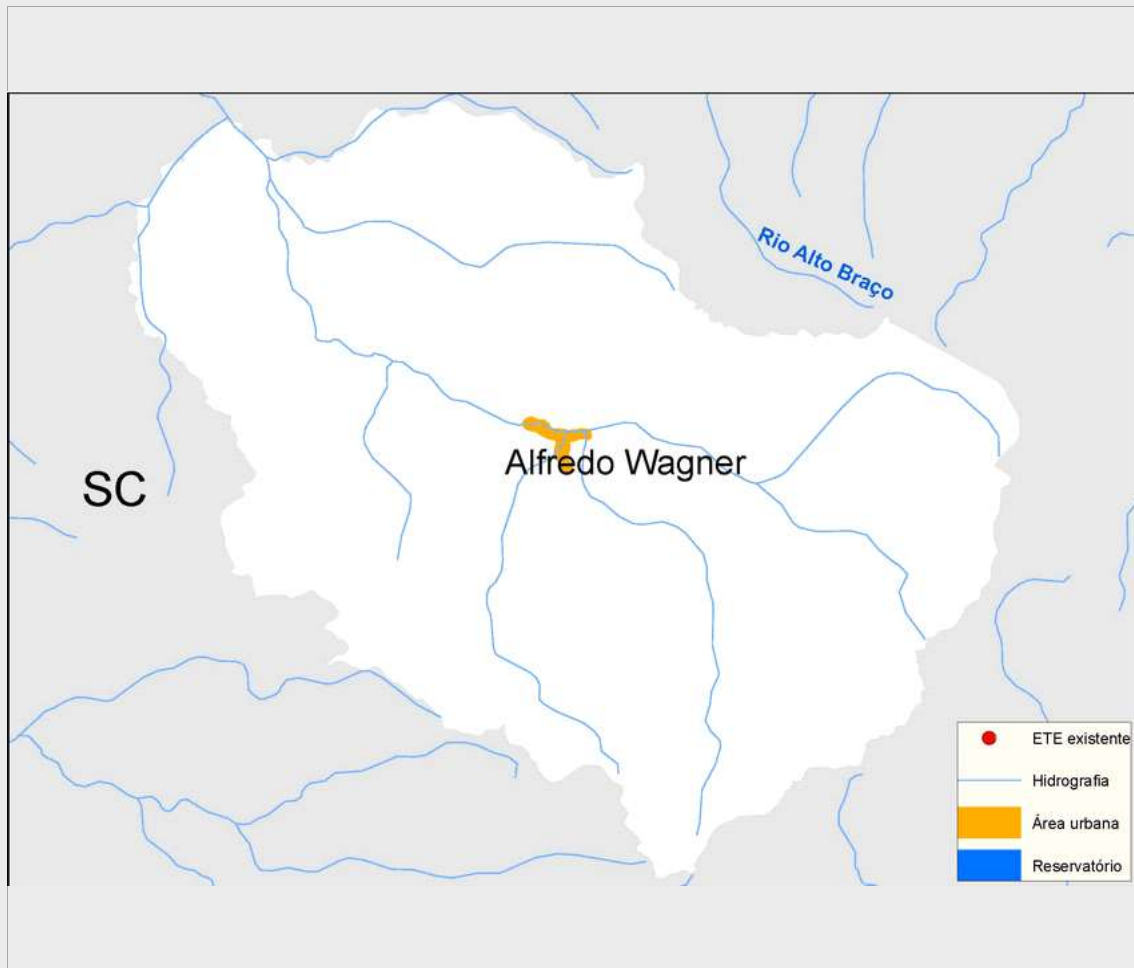 Rio Alto Braço
Alfredo Wagner
SC
ETE existente
Hidrografia
Área urbana
Reservatório